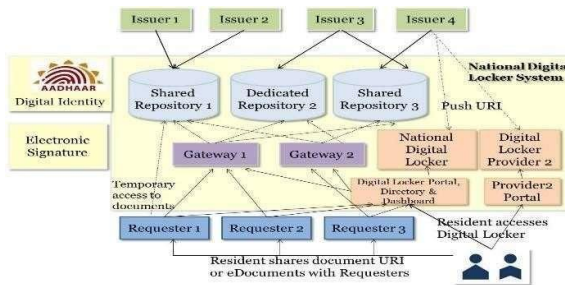 Issuer 1
Issuer 2
Issuer 3
Issuer 4
AADHAAR
Digital Identity
Electronic
Signature
Shared
Repository 1
Dedicated
Repository 2
Shared
Repository 3
National Digital
Locker System
Push URI
Gateway 1
Gateway 2
National
Digital
Locker
Digital
Locker
Provider 2
Temporary
access to
documents
Digital Locker Portal,
Directory &
Dashboard
Provider2
Portal
Requester 1
Requester 2
Requester 3
Resident accesses
Digital Locker
Resident shares document URI
or eDocuments with Requesters